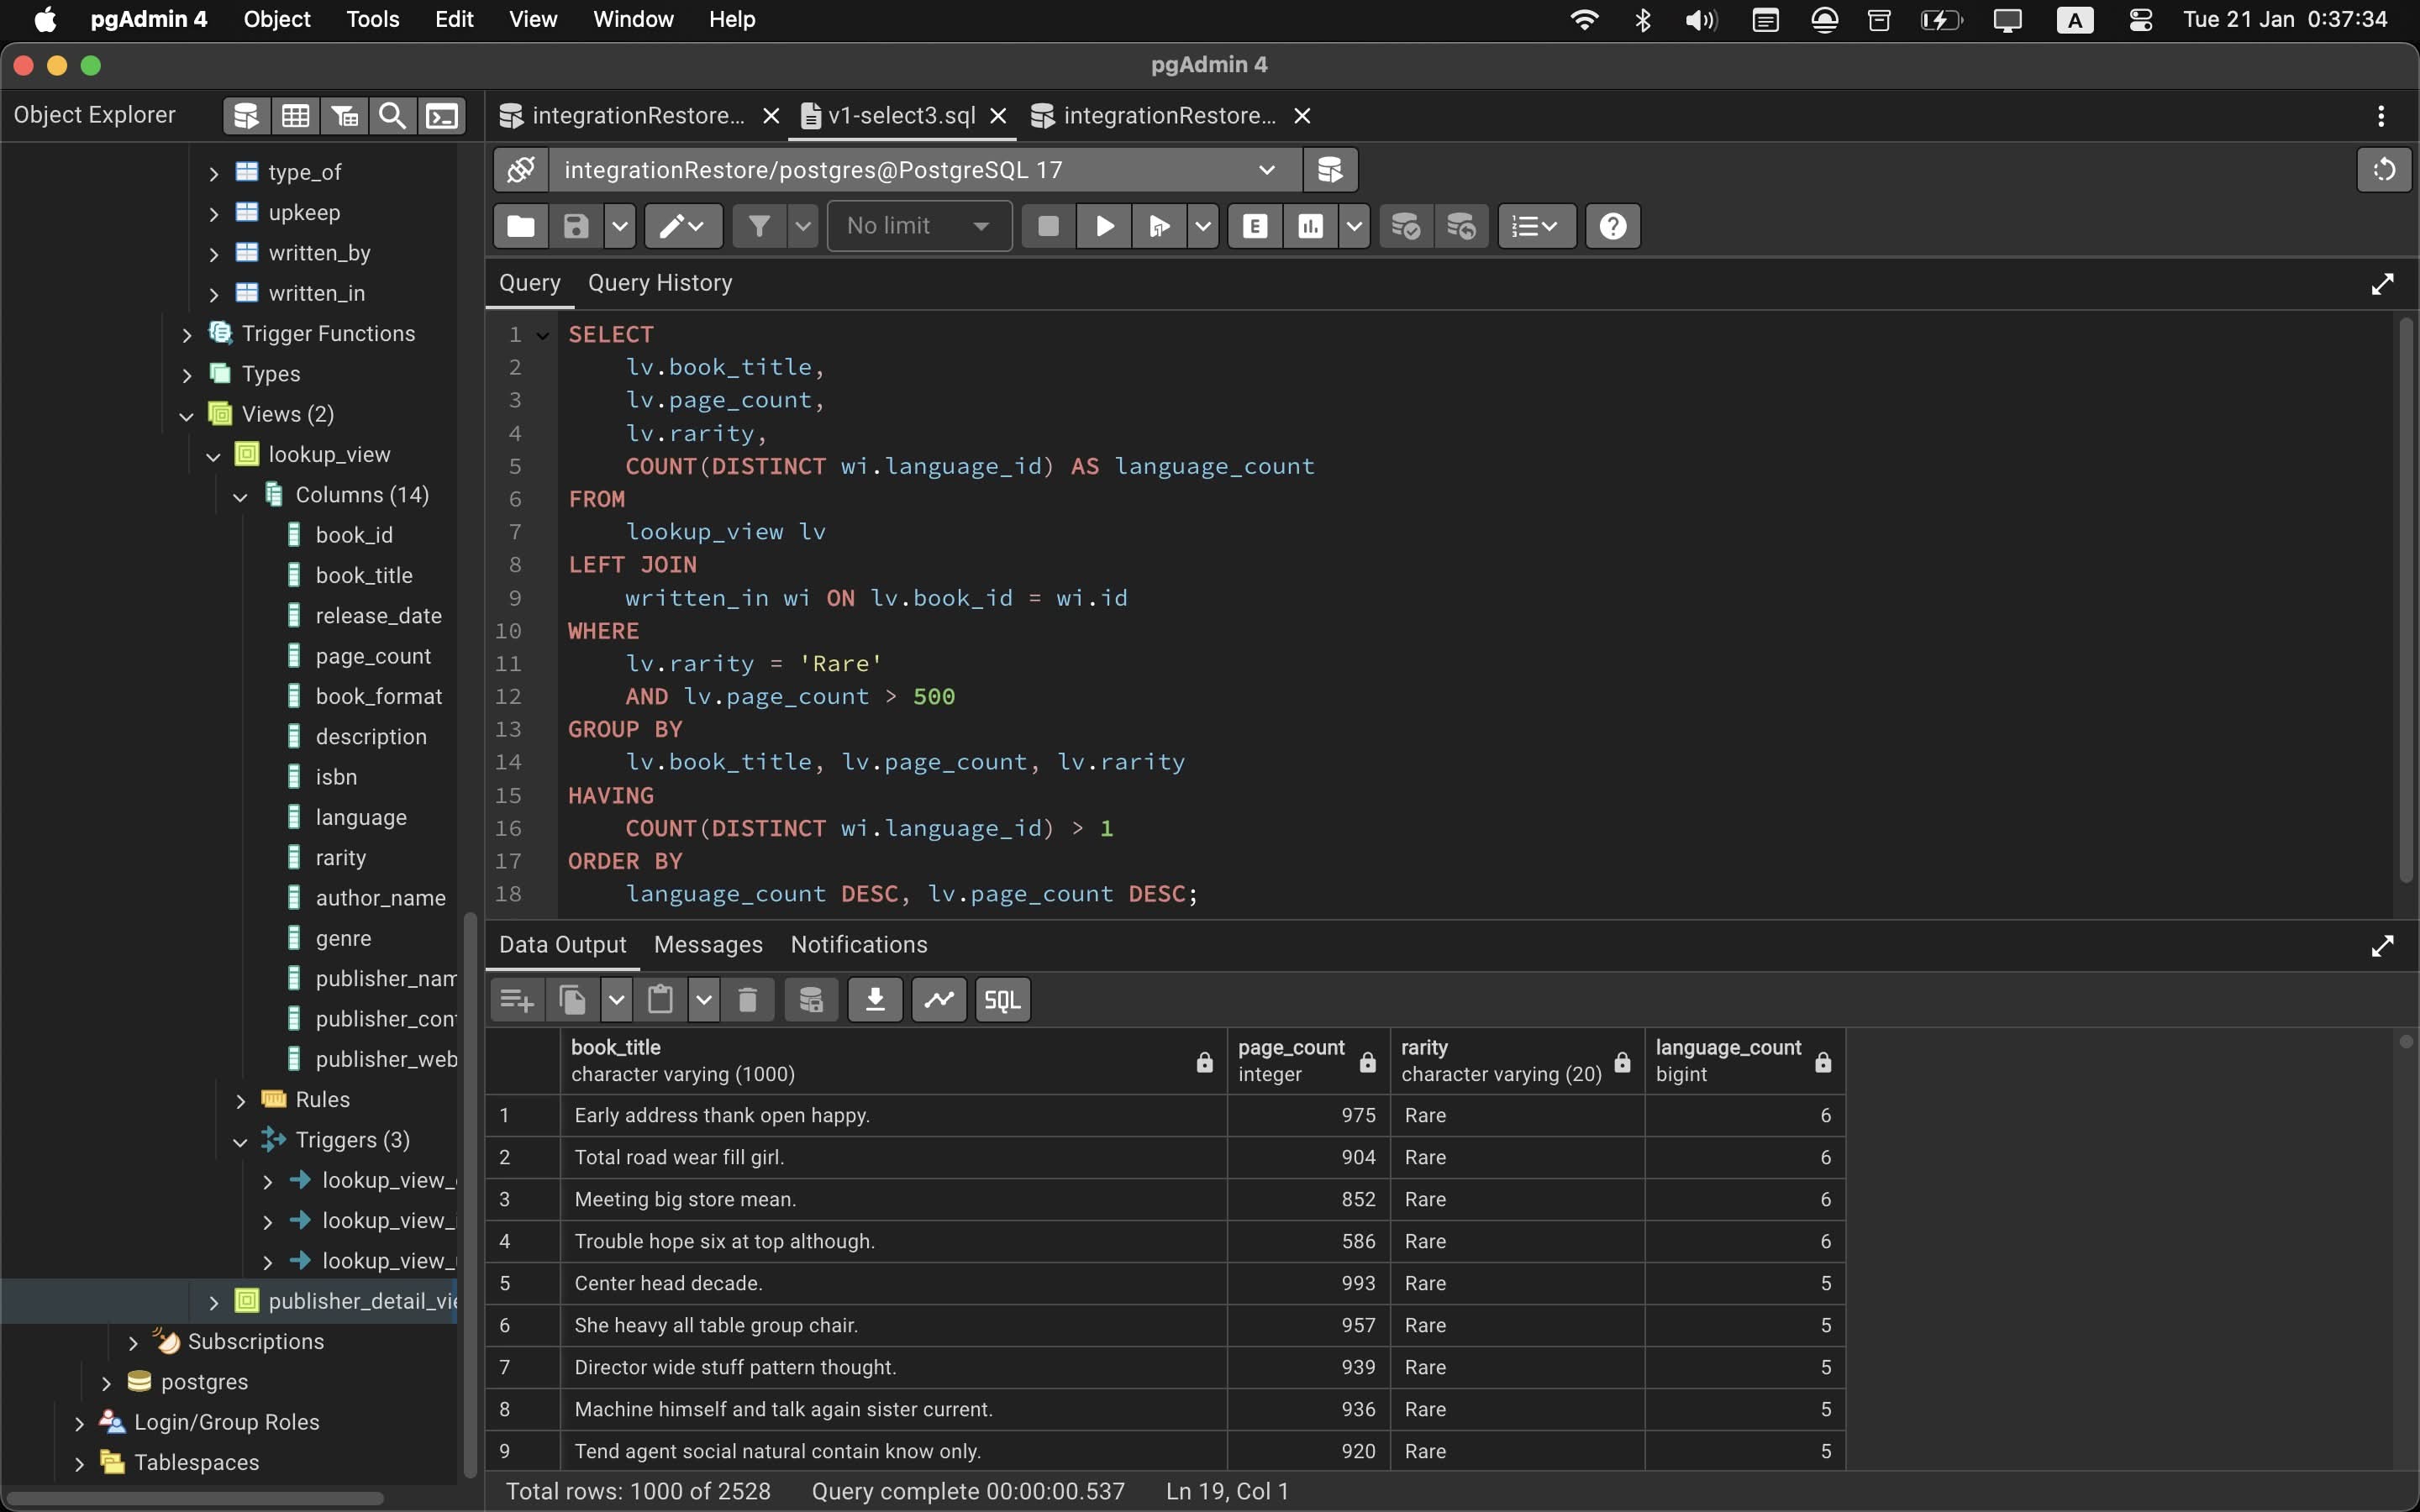 pgAdmin 4 Object Tools Edit View Window Help A Tue 21 Jan 0:37:34
pgAdmin 4
Object Explorer
type_of
upkeep
written_by
written_in
Trigger Functions
Types
Views (2)
lookup_view
Columns (14)
book_id
book_title
release_date
page_count
book_format
description
isbn
language
rarity
author_name
genre
publisher_nam
publisher_con
publisher_web
Rules
Triggers (3)
lookup_view_
lookup_view_
lookup_view_
publisher_detail_vie
Subscriptions
postgres
Login/Group Roles
Tablespaces
integrationRestore... v1-select3.sql integrationRestore...
integrationRestore/postgres@PostgreSQL 17
No limit E
Query Query History
1 SELECT
2 lv.book_title,
3 lv.page_count,
4 lv.rarity,
5 COUNT(DISTINCT wi.language_id) AS language_count
6 FROM
7 lookup_view lv
8 LEFT JOIN
9 written_in wi ON lv.book_id = wi.id
10 WHERE
11 lv.rarity = 'Rare'
12 AND lv.page_count > 500
13 GROUP BY
14 lv.book_title, lv.page_count, lv.rarity
15 HAVING
16 COUNT(DISTINCT wi.language_id) > 1
17 ORDER BY
18 language_count DESC, lv.page_count DESC;
Data Output Messages Notifications
SQL
book_title page_count rarity language_count
character varying (1000) integer character varying (20) bigint
1 Early address thank open happy. 975 Rare 6
2 Total road wear fill girl. 904 Rare 6
3 Meeting big store mean. 852 Rare 6
4 Trouble hope six at top although. 586 Rare 6
5 Center head decade. 993 Rare 5
6 She heavy all table group chair. 957 Rare 5
7 Director wide stuff pattern thought. 939 Rare 5
8 Machine himself and talk again sister current. 936 Rare 5
9 Tend agent social natural contain know only. 920 Rare 5
Total rows: 1000 of 2528 Query complete 00:00:00.537 Ln 19, Col 1